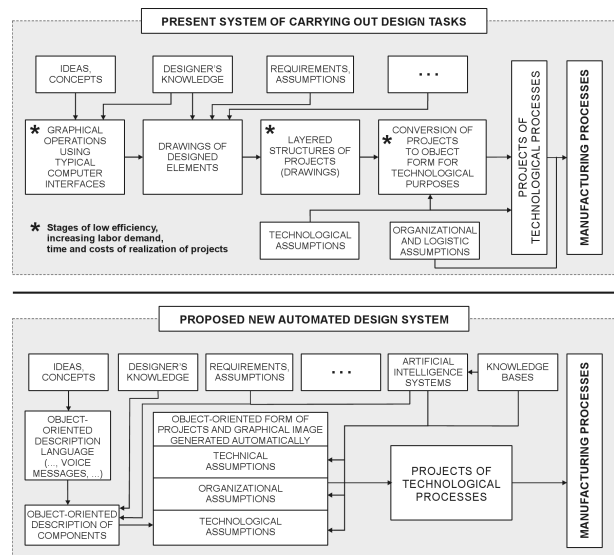 PRESENT SYSTEM OF CARRYING OUT DESIGN TASKS
IDEAS,
CONCEPTS
DESIGNER'S
KNOWLEDGE
REQUIREMENTS,
ASSUMPTIONS
...
* GRAPHICAL
OPERATIONS
USING
TYPICAL
COMPUTER
INTERFACES
DRAWINGS OF
DESIGNED
ELEMENTS
* LAYERED
STRUCTURES OF
PROJECTS
(DRAWINGS)
* CONVERSION OF
PROJECTS
TO OBJECT
FORM FOR
TECHNOLOGICAL
PURPOSES
PROJECTS OF
TECHNOLOGICAL PROCESSES
MANUFACTURING PROCESSES
* Stages of low efficiency,
increasing labor demand,
time and costs of realization of projects
TECHNOLOGICAL
ASSUMPTIONS
ORGANIZATIONAL
AND LOGISTIC
ASSUMPTIONS
PROPOSED NEW AUTOMATED DESIGN SYSTEM
IDEAS,
CONCEPTS
DESIGNER'S
KNOWLEDGE
REQUIREMENTS,
ASSUMPTIONS
...
ARTIFICIAL
INTELLIGENCE
SYSTEMS
KNOWLEDGE
BASES
OBJECT-
ORIENTED
DESCRIPTION
LANGUAGE
(..., VOICE
MESSAGES, ...)
OBJECT-ORIENTED
DESCRIPTION OF
COMPONENTS
OBJECT-ORIENTED FORM OF
PROJECTS AND GRAPHICAL IMAGE
GENERATED AUTOMATICALLY
TECHNICAL
ASSUMPTIONS
ORGANIZATIONAL
ASSUMPTIONS
TECHNOLOGICAL
ASSUMPTIONS
PROJECTS OF
TECHNOLOGICAL
PROCESSES
MANUFACTURING PROCESSES